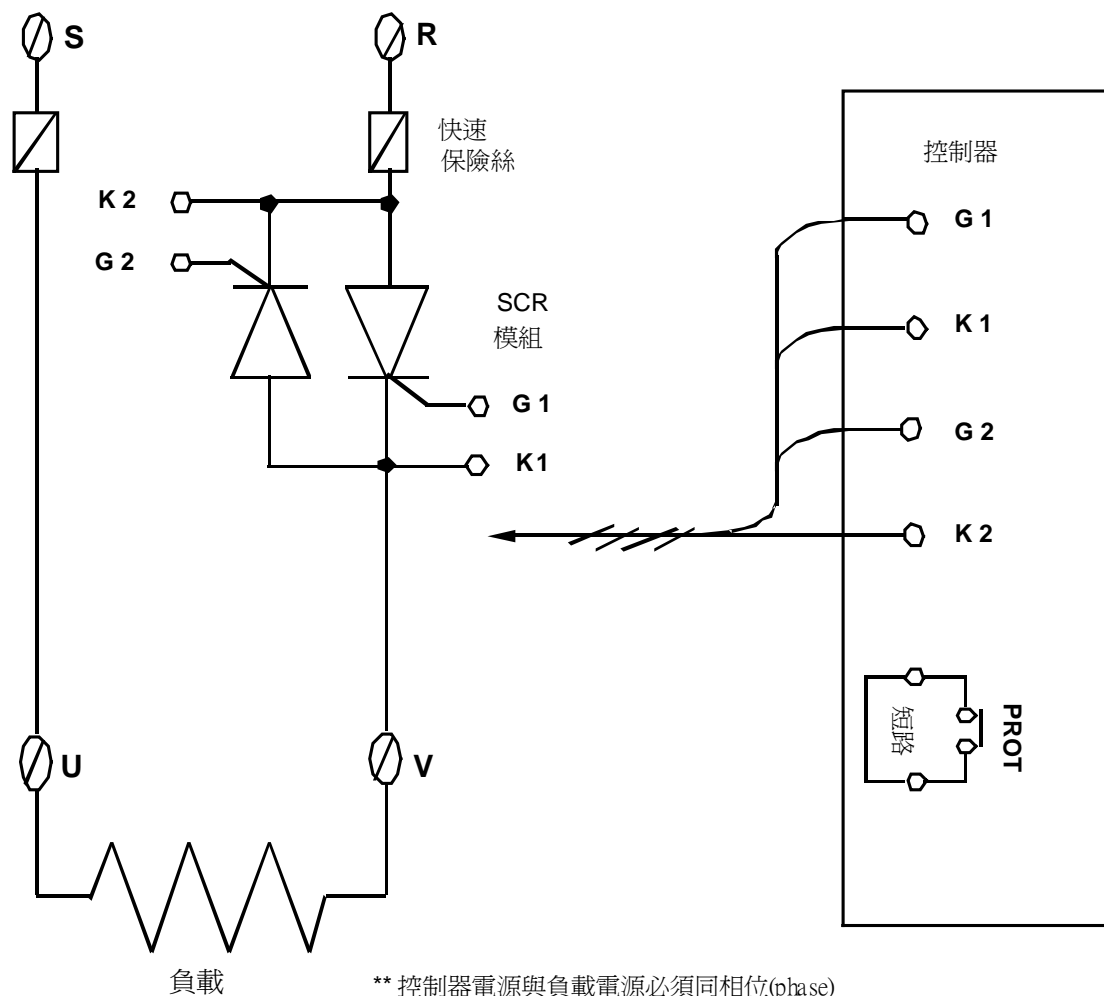 S
R
快速
保險絲
控制器
K 2
G 2
SCR
模組
G 1
K1
G 1
K 1
G 2
K 2
短路
PROT
U
V
負載
** 控制器電源與負載電源必須同相位(phase)